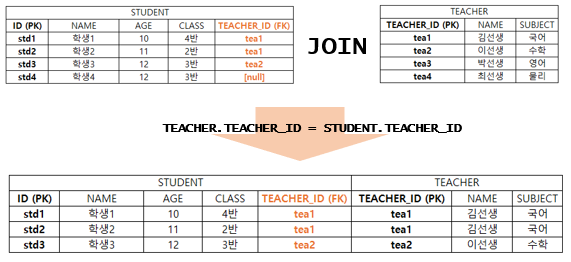 STUDENT
ID (PK) NAME AGE CLASS TEACHER_ID (FK)
std1 학생1 10 4반 tea1
std2 학생2 11 2반 tea1
std3 학생3 12 3반 tea2
std4 학생4 12 3반 [null]
JOIN
TEACHER
TEACHER_ID (PK) NAME SUBJECT
tea1 김선생 국어
tea2 이선생 수학
tea3 박선생 영어
tea4 최선생 물리
TEACHER.TEACHER_ID = STUDENT.TEACHER_ID
STUDENT TEACHER
ID (PK) NAME AGE CLASS TEACHER_ID (FK) TEACHER_ID (PK) NAME SUBJECT
std1 학생1 10 4반 tea1 tea1 김선생 국어
std2 학생2 11 2반 tea1 tea1 김선생 국어
std3 학생3 12 3반 tea2 tea2 이선생 수학